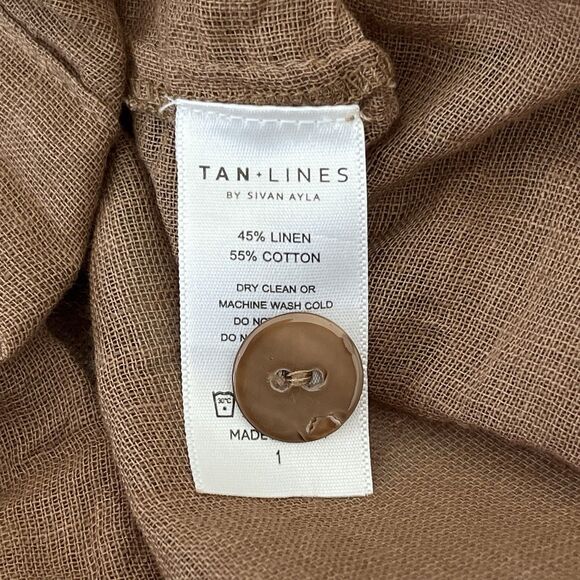 TAN+LINES
BY SIVAN AYLA
45% LINEN
55% COTTON
DRY CLEAN OR
MACHINE WASH COLD
DO
DO
30°C
MADE
1